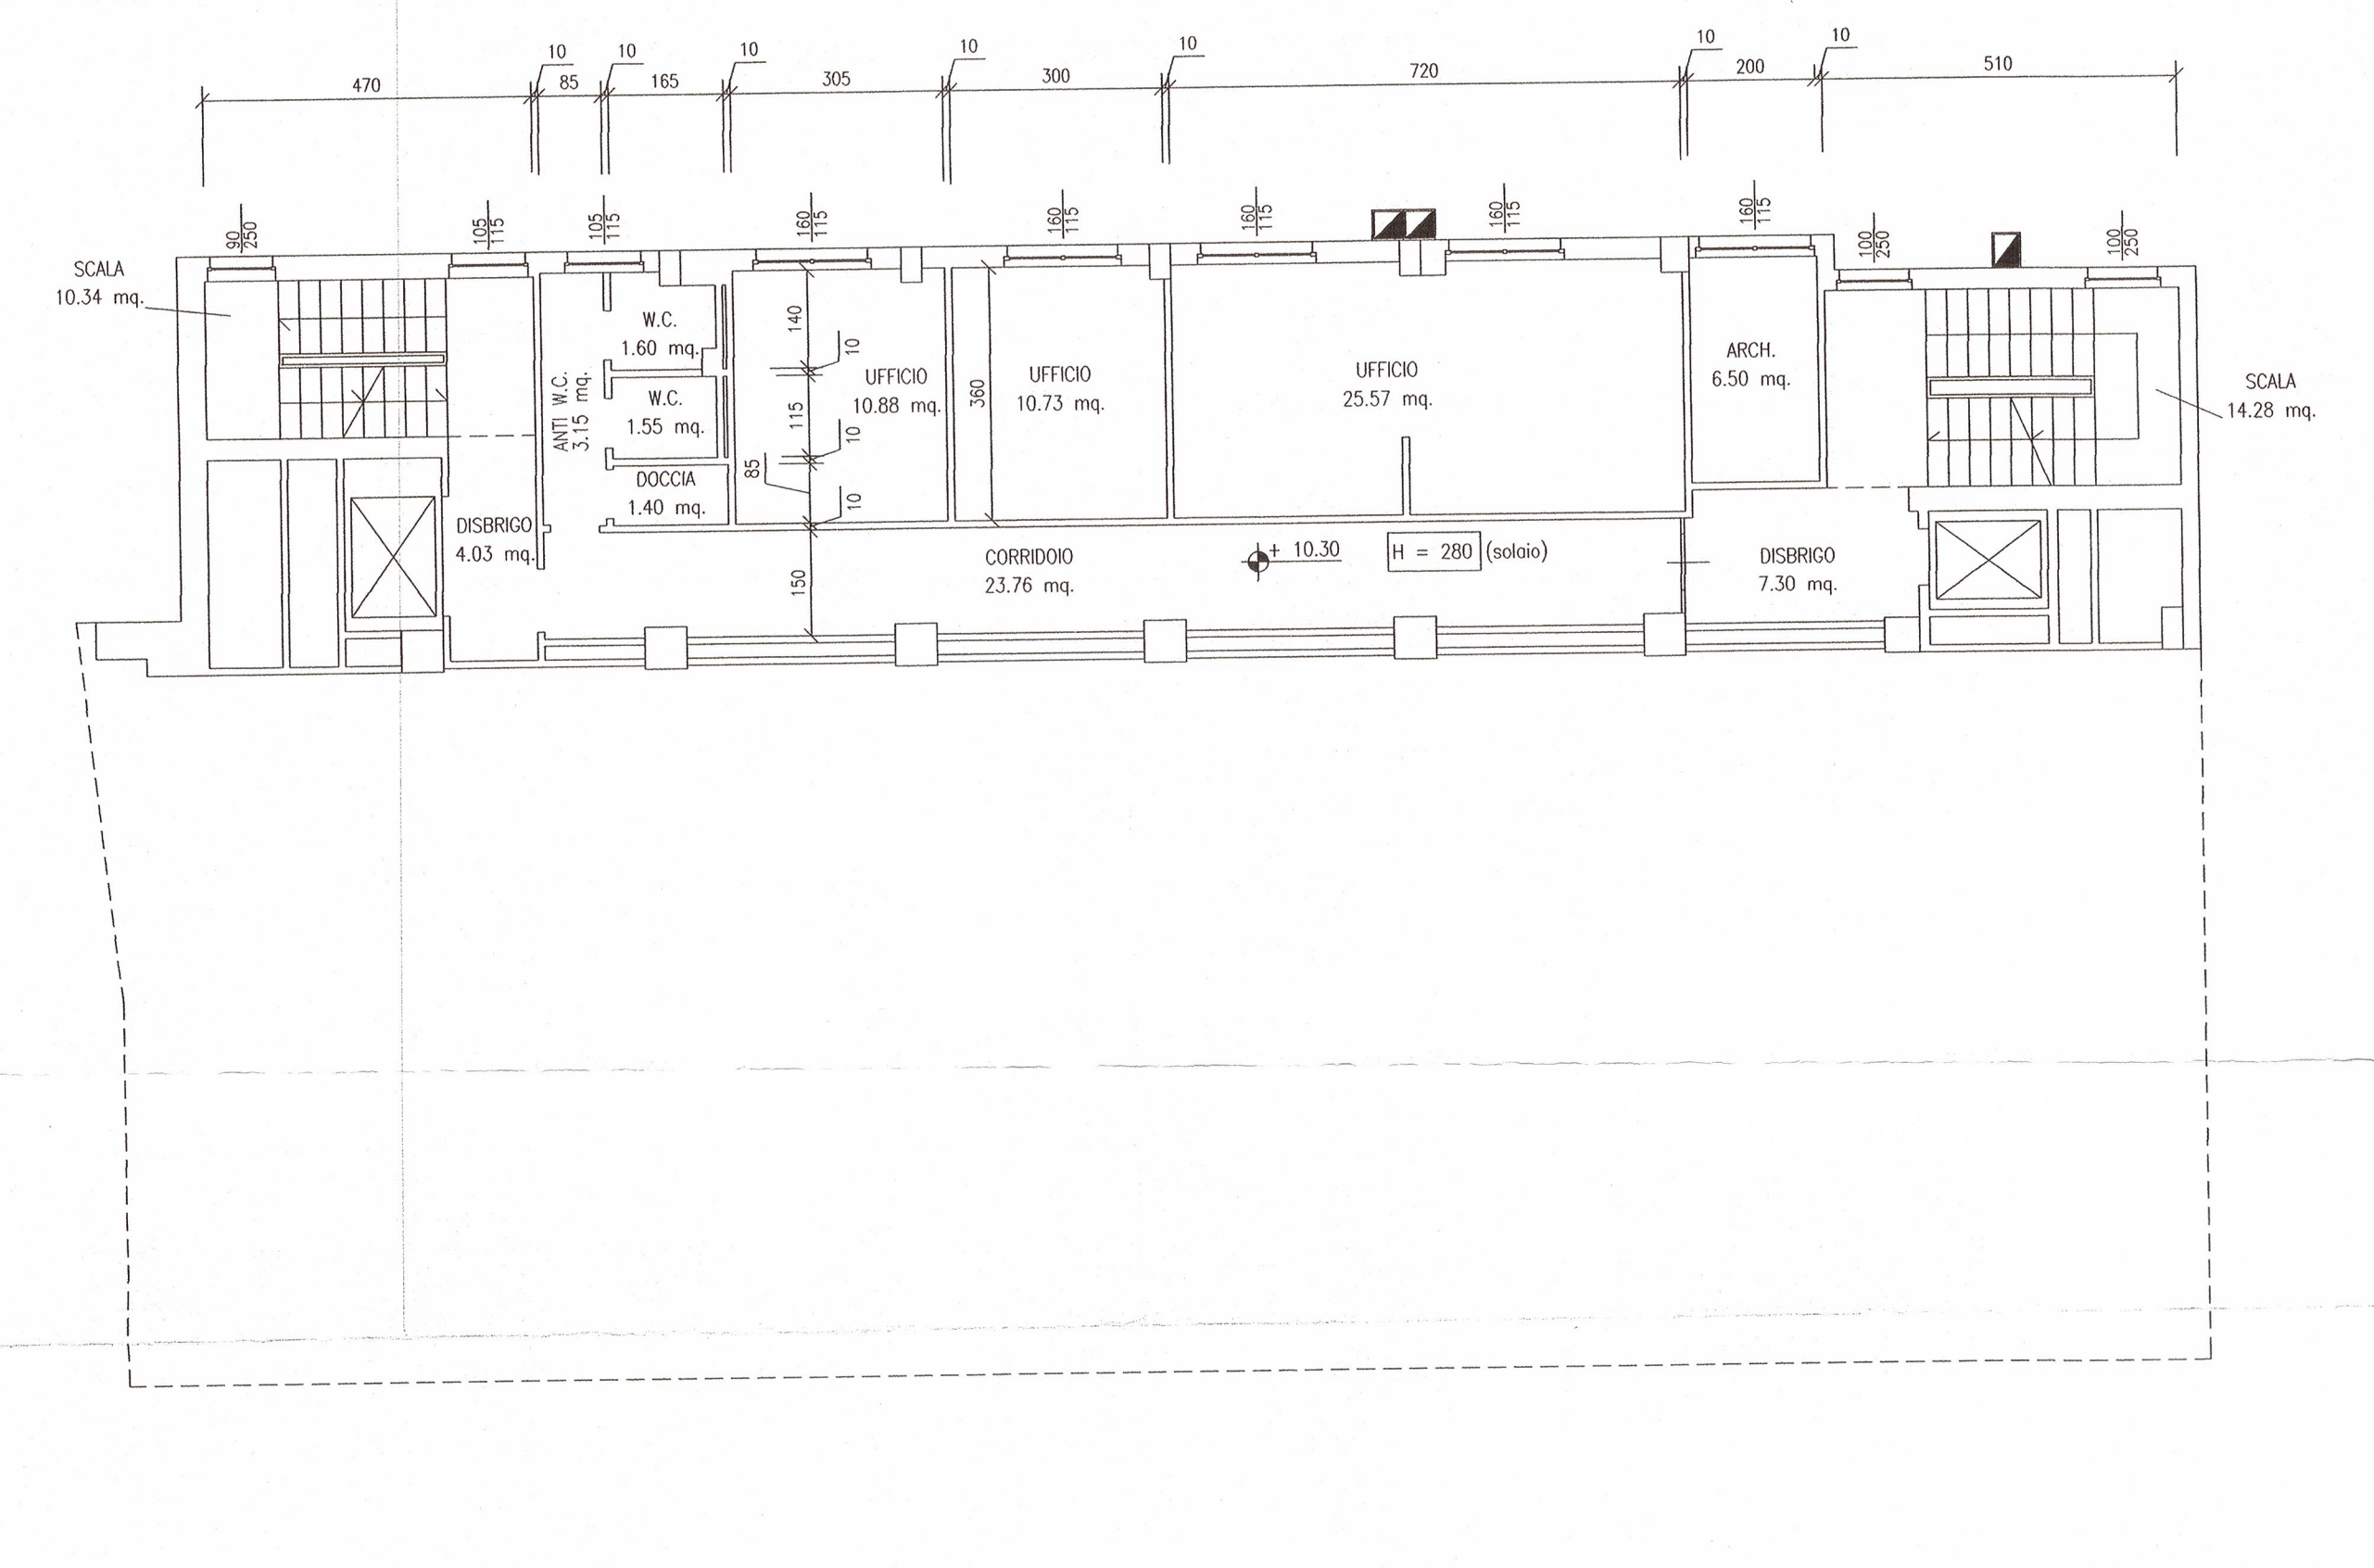 10
10
10
10
10
10
10
470
85
165
305
300
720
200
510
90
250
105
115
105
115
160
115
160
115
160
115
160
115
160
115
100
250
100
250
SCALA
10.34 mq.
W.C.
1.60 mq.
ANTI W.C.
3.15 mq.
W.C.
1.55 mq.
DOCCIA
1.40 mq.
140
10
115
10
85
10
150
UFFICIO
10.88 mq.
360
UFFICIO
10.73 mq.
UFFICIO
25.57 mq.
ARCH.
6.50 mq.
SCALA
14.28 mq.
DISBRIGO
4.03 mq.
CORRIDOIO
23.76 mq.
+ 10.30
H = 280 (solaio)
DISBRIGO
7.30 mq.